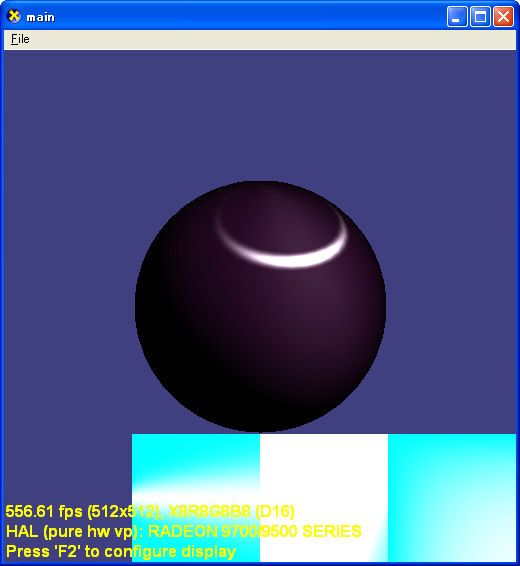 main
File
556.61 fps (512x512), X8R8G8B8 (D16)
HAL (pure hw vp): RADEON 9700/9500 SERIES
Press 'F2' to configure display